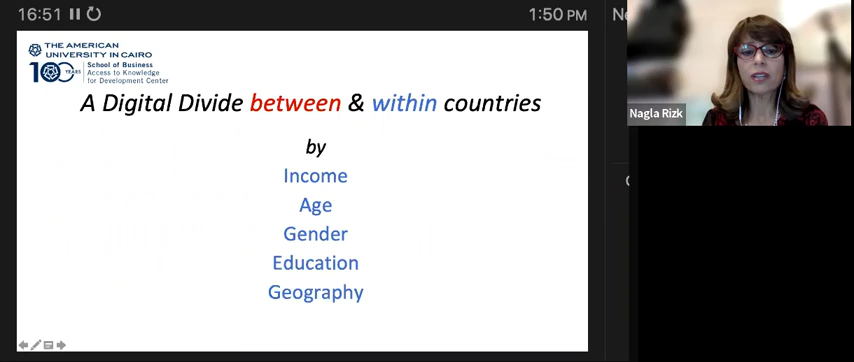 16:51
1:50 PM
THE AMERICAN
UNIVERSITY IN CAIRO
100 YEARS
School of Business
Access to Knowledge
for Development Center
A Digital Divide between & within countries
by
Income
Age
Gender
Education
Geography
Nagla Rizk